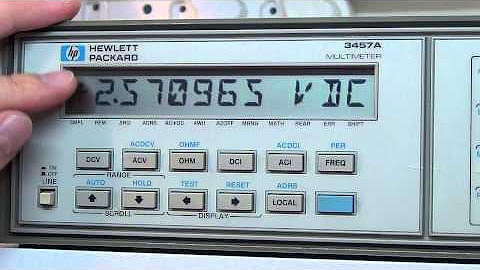 hp HEWLETT
PACKARD
3457A
MULTIMETER
2.570965 VDC
SMPL REM SRQ ADRS AC+DC 4Wn AZOFF MRNG MATH REAR ERR SHIFT
ACDCV OHMF ACDCI PER
DCV ACV OHM DCI ACI FREQ
RANGE
ON
OFF
LINE
AUTO HOLD TEST RESET ADRS
LOCAL
SCROLL DISPLAY